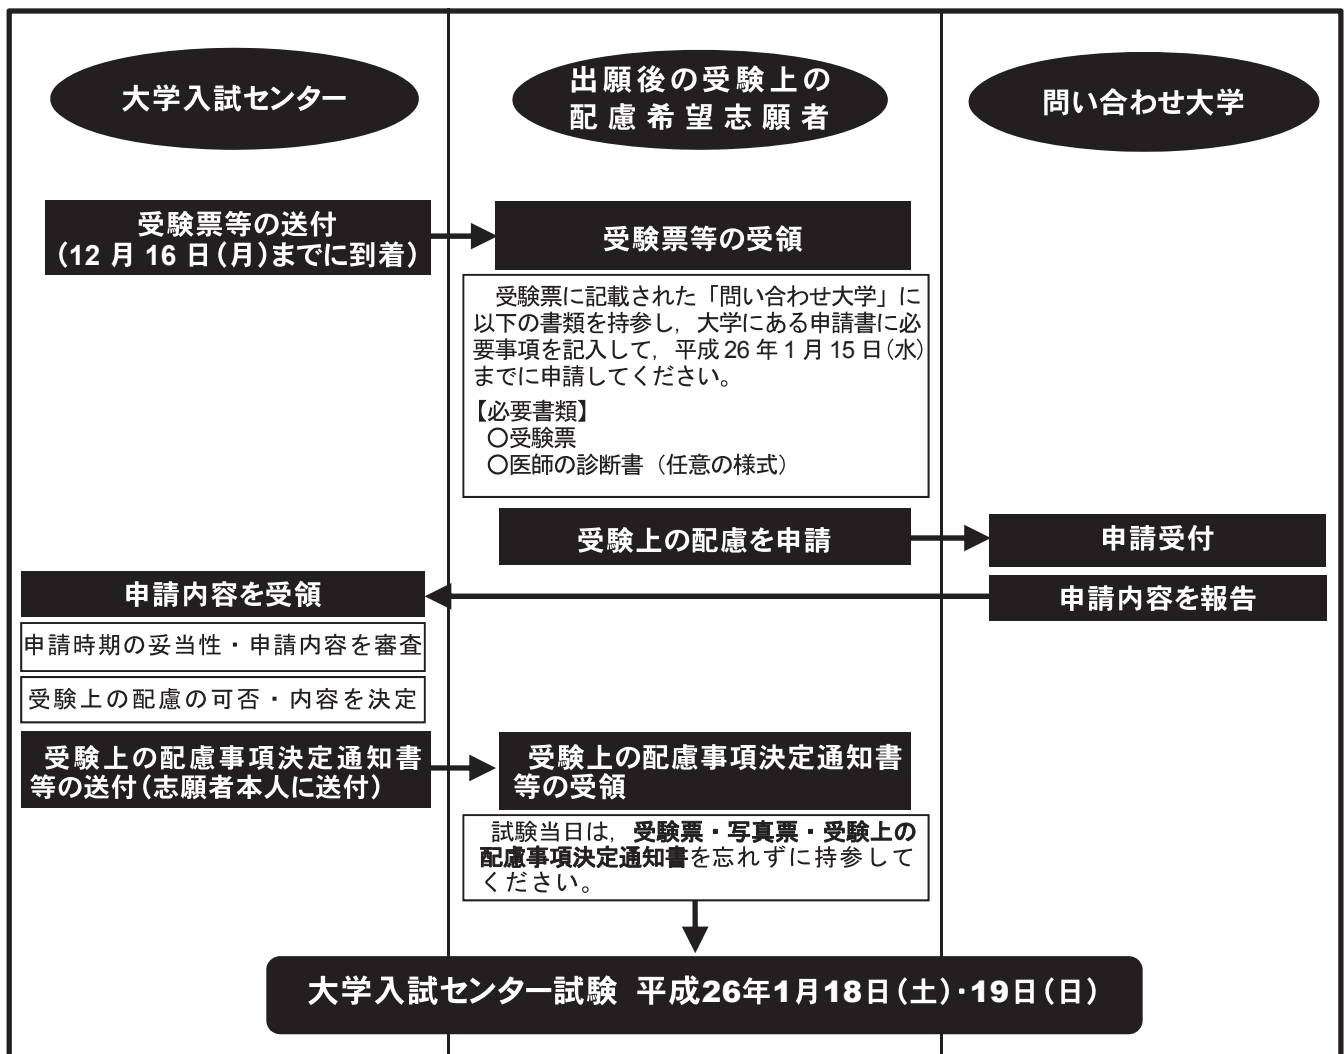 大学入試センター
出願後の受験上の
配慮希望志願者
問い合わせ大学
受験票等の送付
(12月16日(月)までに到着)
受験票等の受領
受験票に記載された「問い合わせ大学」に
以下の書類を持参し，大学にある申請書に必
要事項を記入して，平成26年1月15日(水)
までに申請してください。
【必要書類】
○受験票
○医師の診断書（任意の様式）
受験上の配慮を申請
申請受付
申請内容を受領
申請内容を報告
申請時期の妥当性・申請内容を審査
受験上の配慮の可否・内容を決定
受験上の配慮事項決定通知書
等の送付(志願者本人に送付)
受験上の配慮事項決定通知書
等の受領
試験当日は，受験票・写真票・受験上の
配慮事項決定通知書を忘れずに持参して
ください。
大学入試センター試験 平成26年1月18日(土)・19日(日)